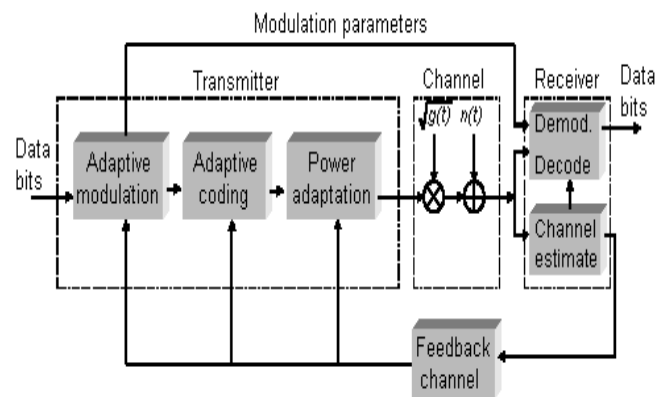 Modulation parameters
Transmitter
Channel
Receiver
Data
bits
Data
bits
Adaptive
modulation
Adaptive
coding
Power
adaptation
√g(t) n(t)
Demod.
Decode
Channel
estimate
Feedback
channel